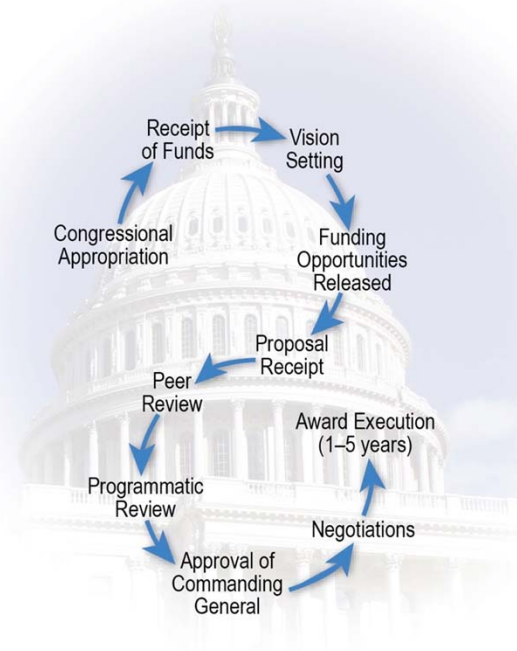 Congressional
Appropriation
Receipt
of Funds
Vision
Setting
Funding
Opportunities
Released
Proposal
Receipt
Peer
Review
Programmatic
Review
Approval of
Commanding
General
Negotiations
Award Execution
(1–5 years)